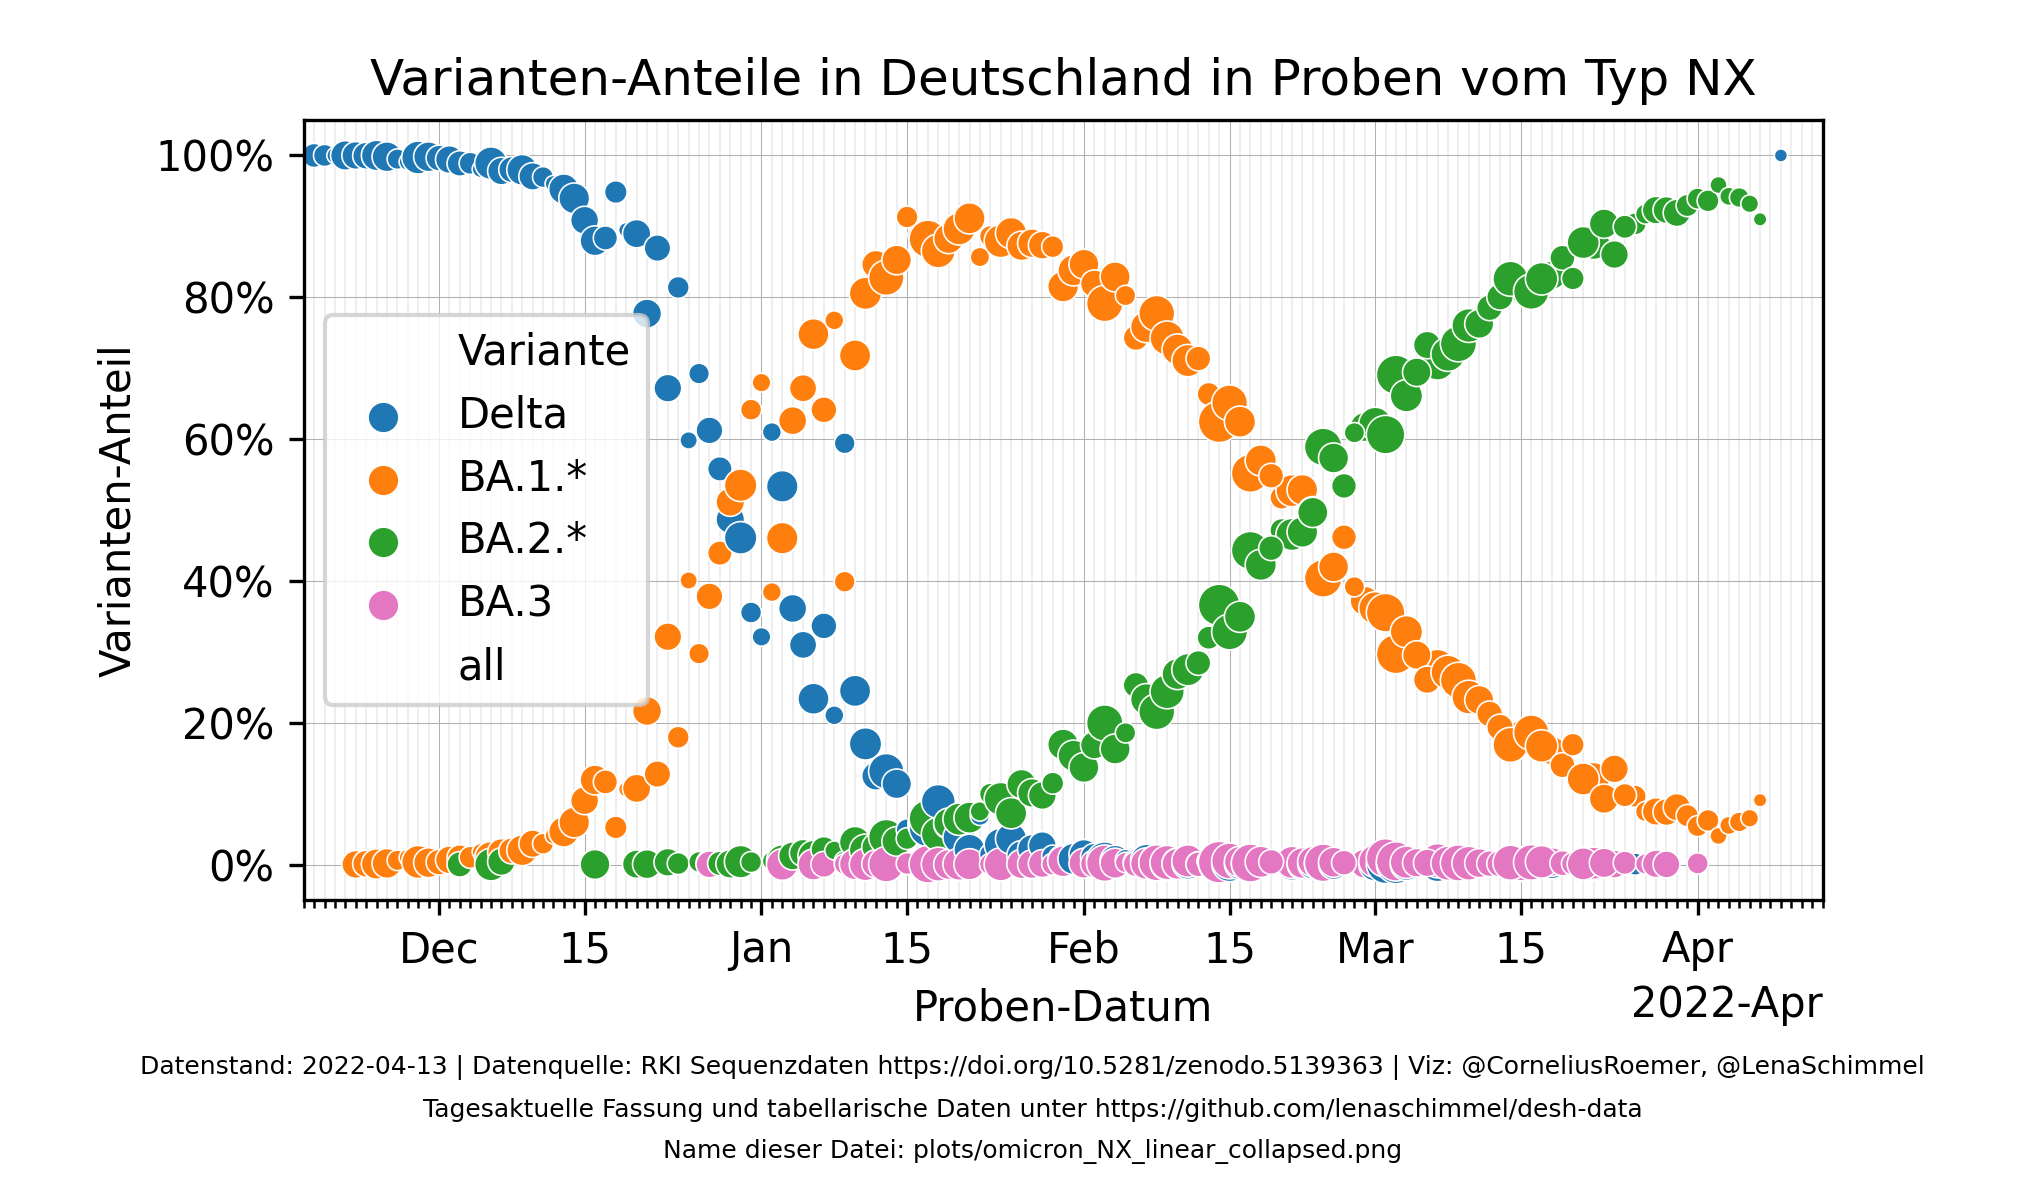 Varianten-Anteile in Deutschland in Proben vom Typ NX
Varianten-Anteil
100%
80%
60%
40%
20%
0%
Variante
Delta
BA.1.*
BA.2.*
BA.3
all
Dec 15 Jan 15 Feb 15 Mar 15 Apr
Proben-Datum
2022-Apr
Datenstand: 2022-04-13 | Datenquelle: RKI Sequenzdaten https://doi.org/10.5281/zenodo.5139363 | Viz: @CorneliusRoemer, @LenaSchimmel
Tagesaktuelle Fassung und tabellarische Daten unter https://github.com/lenaschimmel/desh-data
Name dieser Datei: plots/omicron_NX_linear_collapsed.png